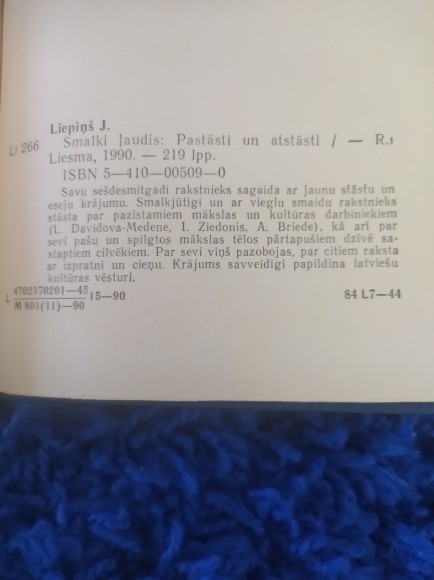 Liepiņš J.
Li 266 Smalki ļaudis: Pastāsti un atstāsti / — R.,
Liesma, 1990. — 219 lpp.
ISBN 5—410—00509—0
Savu sešdesmitgadi rakstnieks sagaida ar jaunu stāstu un
eseju krājumu. Smalkjūtīgi un ar vieglu smaidu rakstnieks
stāsta par pazīstamiem mākslas un kultūras darbiniekiem
(L. Davidova-Medene, I. Ziedonis, A. Briede), kā arī par
sevi pašu un spilgtos mākslas tēlos pārtapušiem dzīvē sa-
staptiem cilvēkiem. Par sevi viņš pazobojas, par citiem raksta
ar izpratni un cieņu. Krājums savveidīgi papildina latviešu
kultūras vēsturi.
L 4702370201—45
M 801(11)—90 15—90 84 L7—44